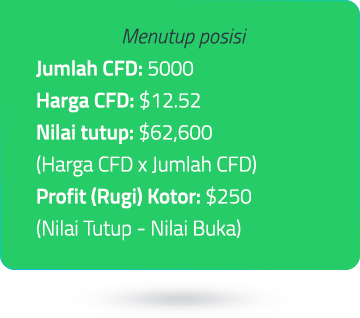 Menutup posisi
Jumlah CFD: 5000
Harga CFD: $12.52
Nilai tutup: $62,600
(Harga CFD x Jumlah CFD)
Profit (Rugi) Kotor: $250
(Nilai Tutup - Nilai Buka)